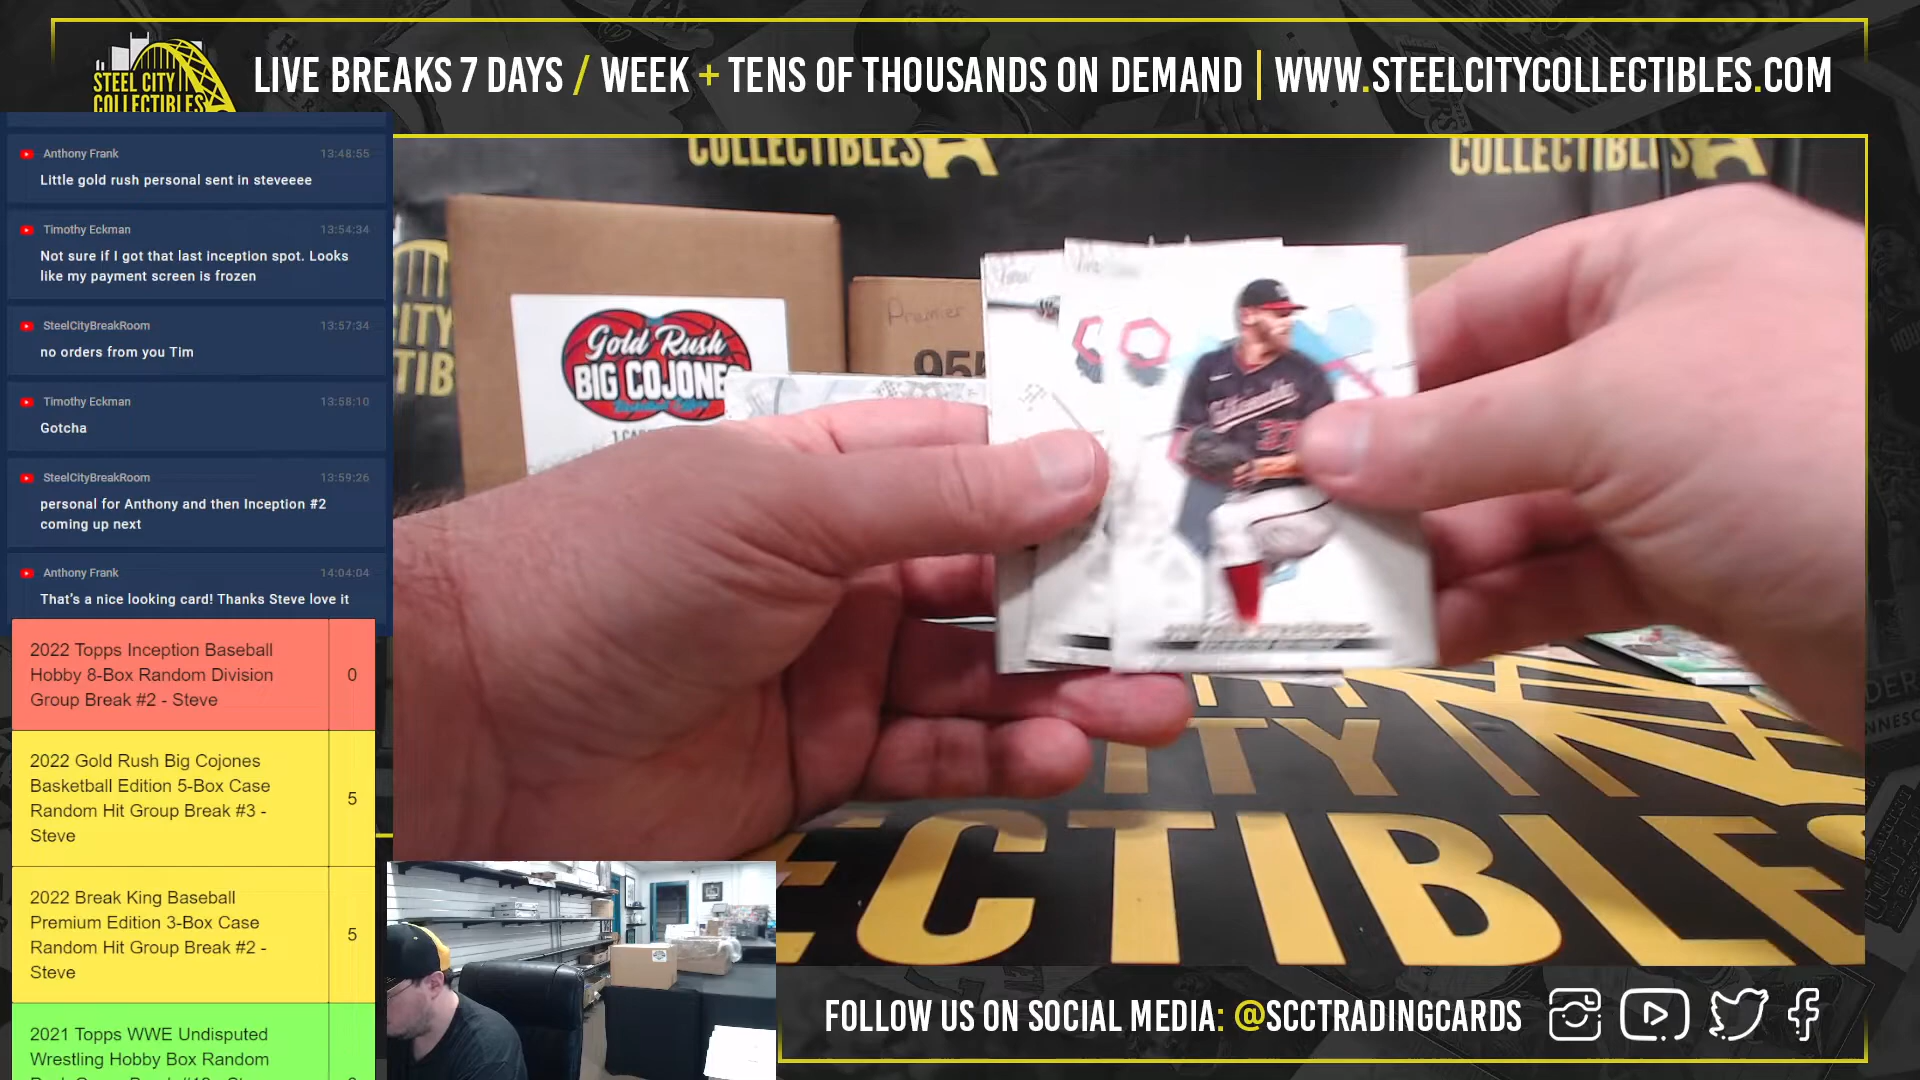 STEEL CITY
COLLECTIBLES
LIVE BREAKS 7 DAYS / WEEK + TENS OF THOUSANDS ON DEMAND | WWW.STEELCITYCOLLECTIBLES.COM
Anthony Frank 13:48:55
Little gold rush personal sent in steveeee
Timothy Eckman 13:54:34
Not sure if I got that last inception spot. Looks
like my payment screen is frozen
SteelCityBreakRoom 13:57:34
no orders from you Tim
Timothy Eckman 13:58:10
Gotcha
SteelCityBreakRoom 13:59:26
personal for Anthony and then Inception #2
coming up next
Anthony Frank 14:04:04
That's a nice looking card! Thanks Steve love it
2022 Topps Inception Baseball
Hobby 8-Box Random Division
Group Break #2 - Steve
0
2022 Gold Rush Big Cojones
Basketball Edition 5-Box Case
Random Hit Group Break #3 -
Steve
5
2022 Break King Baseball
Premium Edition 3-Box Case
Random Hit Group Break #2 -
Steve
5
2021 Topps WWE Undisputed
Wrestling Hobby Box Random
COLLECTIBLES
COLLECTIBLES
Gold Rush
BIG COJONES
Premier
955
37
ITY
ECTIBLES
FOLLOW US ON SOCIAL MEDIA: @SCCTRADINGCARDS